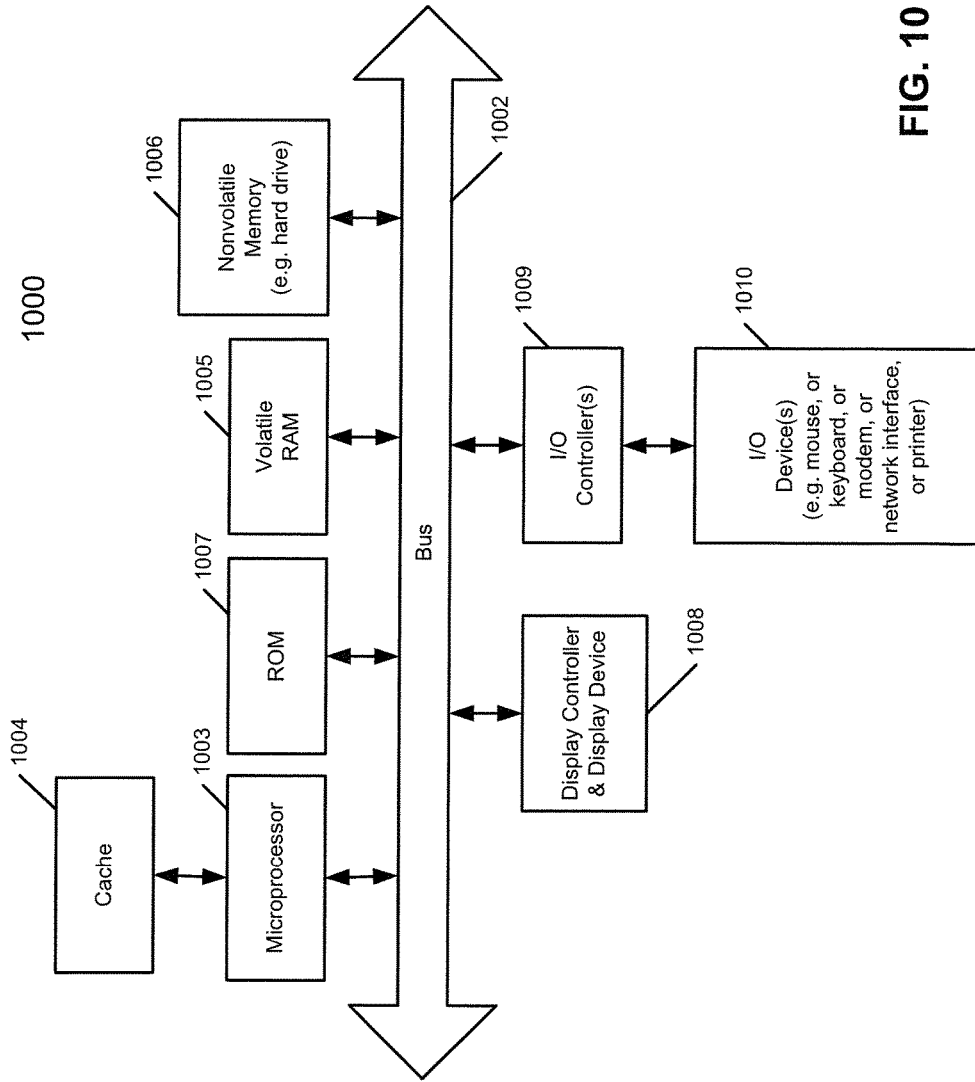 1000
1004
Cache
1003
Microprocessor
1007
ROM
1005
Volatile
RAM
1006
Nonvolatile
Memory
(e.g. hard drive)
Bus
1002
Display Controller
& Display Device
1008
I/O
Controller(s)
1009
I/O
Device(s)
(e.g. mouse, or
keyboard, or
modem, or
network interface,
or printer)
1010
FIG. 10